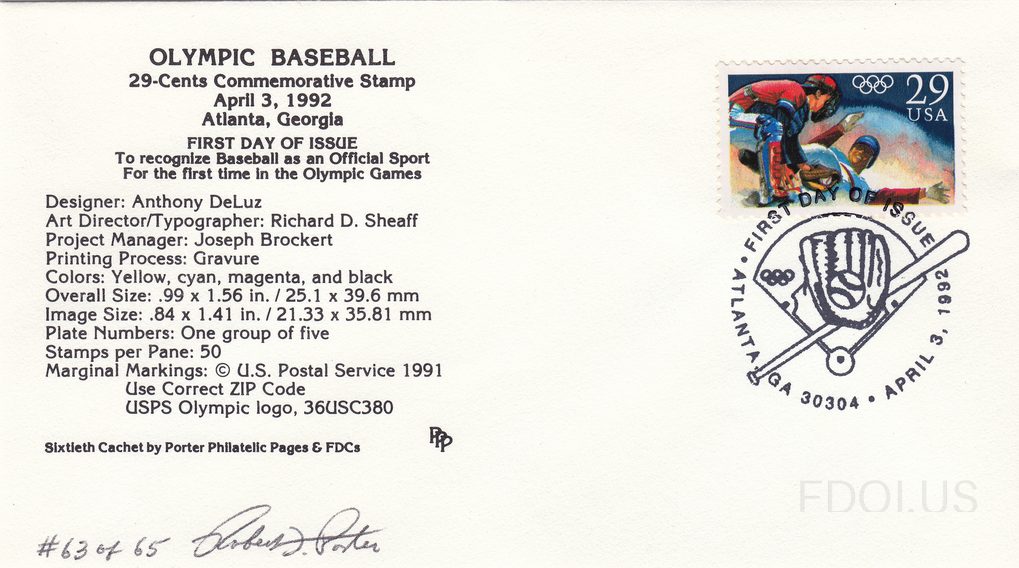 OLYMPIC BASEBALL
29-Cents Commemorative Stamp
April 3, 1992
Atlanta, Georgia
FIRST DAY OF ISSUE
To recognize Baseball as an Official Sport
For the first time in the Olympic Games
Designer: Anthony DeLuz
Art Director/Typographer: Richard D. Sheaff
Project Manager: Joseph Brockert
Printing Process: Gravure
Colors: Yellow, cyan, magenta, and black
Overall Size: .99 x 1.56 in. / 25.1 x 39.6 mm
Image Size: .84 x 1.41 in. / 21.33 x 35.81 mm
Plate Numbers: One group of five
Stamps per Pane: 50
Marginal Markings: © U.S. Postal Service 1991
Use Correct ZIP Code
USPS Olympic logo, 36USC380
Sixtieth Cachet by Porter Philatelic Pages & FDCs
PPP
#63 of 65 Robert J. Porter
29
USA
• FIRST DAY OF ISSUE
ATLANTA, GA 30304 • APRIL 3, 1992
FDOI.US